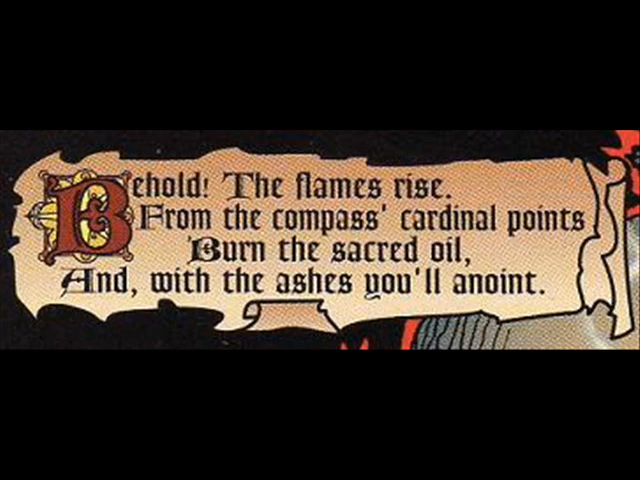 Behold! The flames rise.
From the compass' cardinal points
Burn the sacred oil,
And, with the ashes you'll anoint.